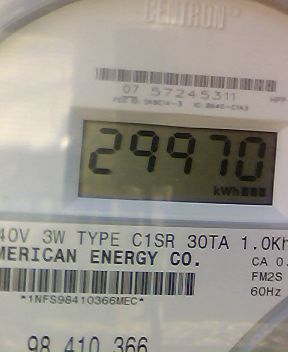 CENTRON
07 57245311
29970
kWh
40V 3W TYPE C1SR 30TA 1.0Kh
MERICAN ENERGY CO.
CA 0.
FM2S
60Hz
*1NFS98410366MEC*
98 410 366